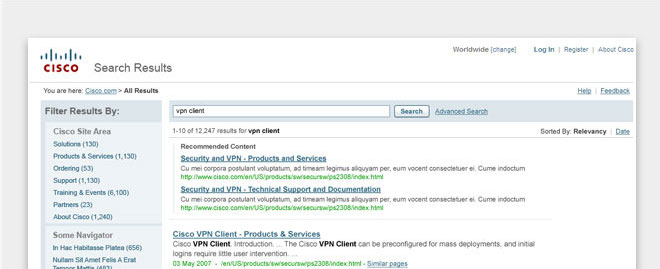 Worldwide [change] Log In | Register | About Cisco
CISCO
Search Results
You are here: Cisco.com > All Results
Help | Feedback
Filter Results By:
vpn client
Search
Advanced Search
1-10 of 12,247 results for vpn client
Sorted By: Relevancy | Date
Cisco Site Area
Solutions (130)
Products & Services (1,130)
Ordering (53)
Support (1,130)
Training & Events (6,100)
Partners (23)
About Cisco (1,240)
Some Navigator
In Hac Habitasse Platea (656)
Nullam Sit Amet Felis A Erat
Tempor Mattis (483)
Recommended Content
Security and VPN - Products and Services
Cu mei corpora postulant voluptatum, ad timeam legimus aliquyam per, eum vocent consectetuer ei. Cume indoctum
http://www.cisco.com/en/US/products/sw/secursw/ps2308/index.html
Security and VPN - Technical Support and Documentation
Cu mei corpora postulant voluptatum, ad timeam legimus aliquyam per, eum vocent consectetuer ei. Cume indoctum
http://www.cisco.com/en/US/products/sw/secursw/ps2308/index.html
Cisco VPN Client - Products & Services
Cisco VPN Client. Introduction. ... The Cisco VPN Client can be preconfigured for mass deployments, and initial
logins require little user intervention. ...
03 May 2007 - /en/US/products/sw/secursw/ps2308/index.html - Similar pages